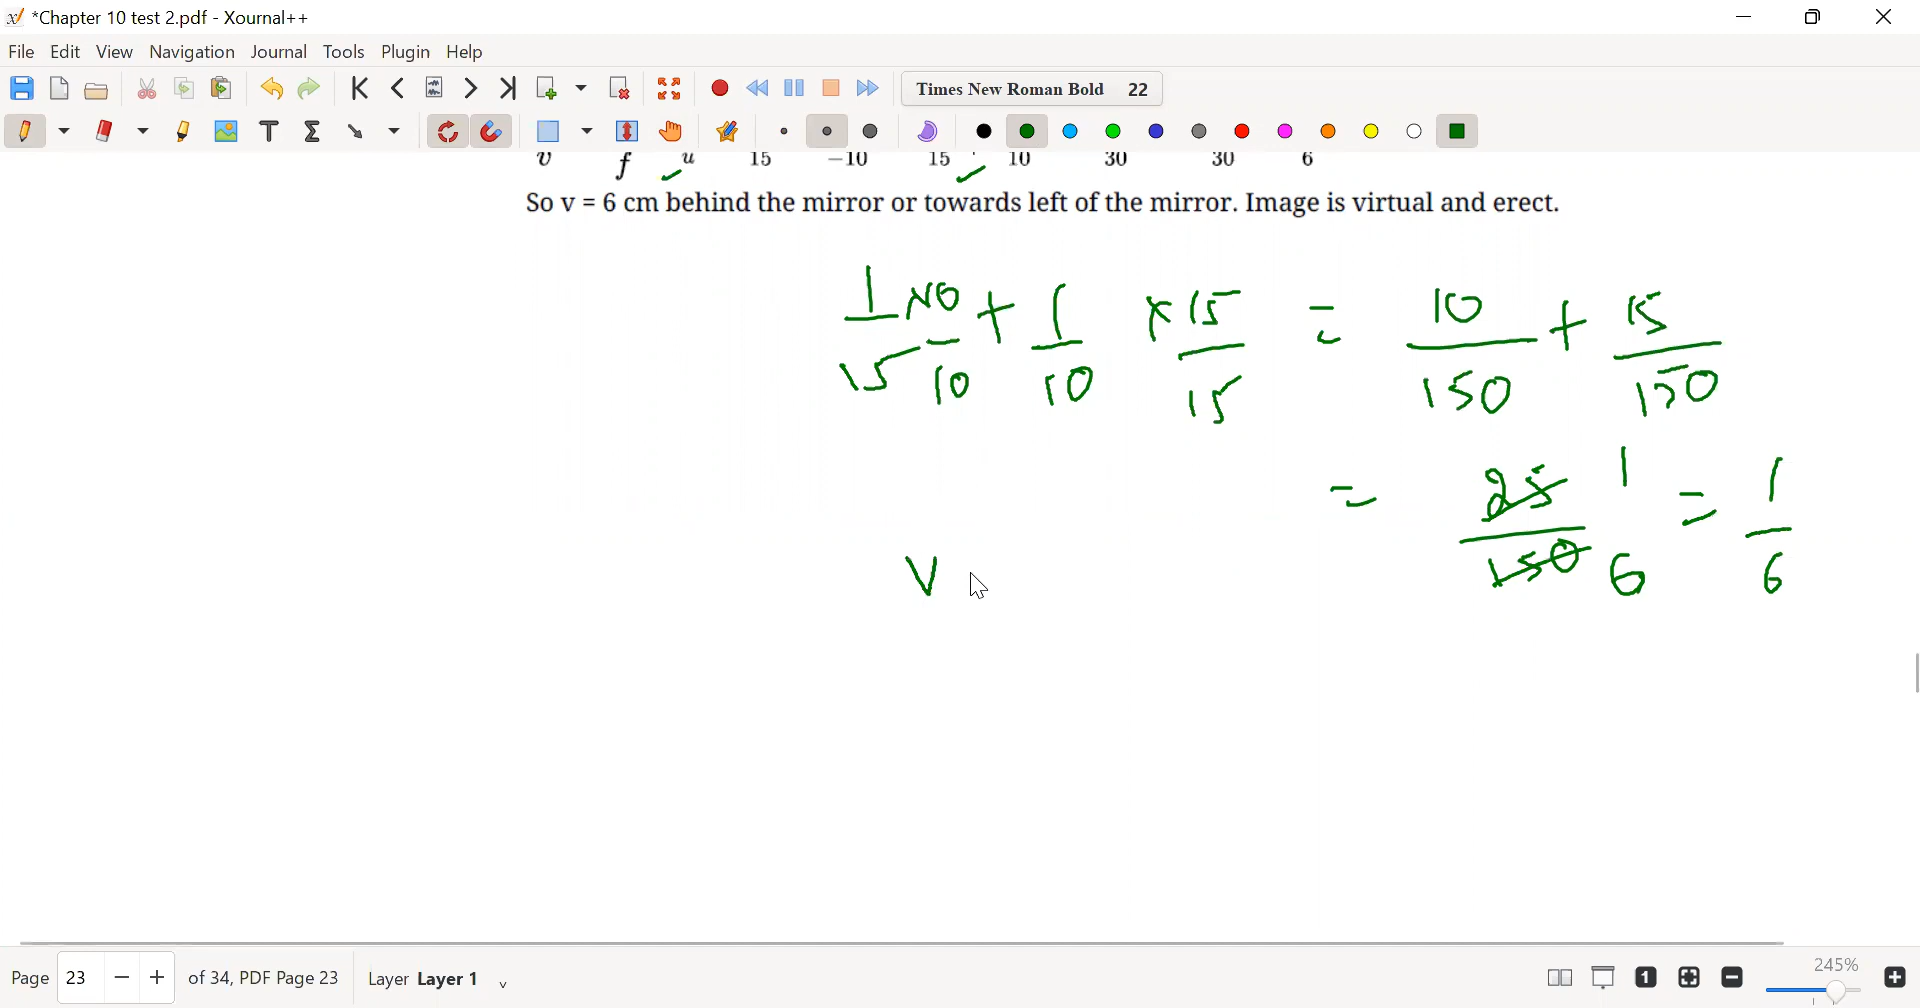 *Chapter 10 test 2.pdf - Xournal++
File Edit View Navigation Journal Tools Plugin Help
Times New Roman Bold 22
v f u 15 −10 15 10 30 30 6
So v = 6 cm behind the mirror or towards left of the mirror. Image is virtual and erect.
1/15 ×10/10 + 1/10 ×15/15 = 10/150 + 15/150
= 25/150 1/6 = 1/6
V
245%
Page 23 of 34, PDF Page 23 Layer Layer 1